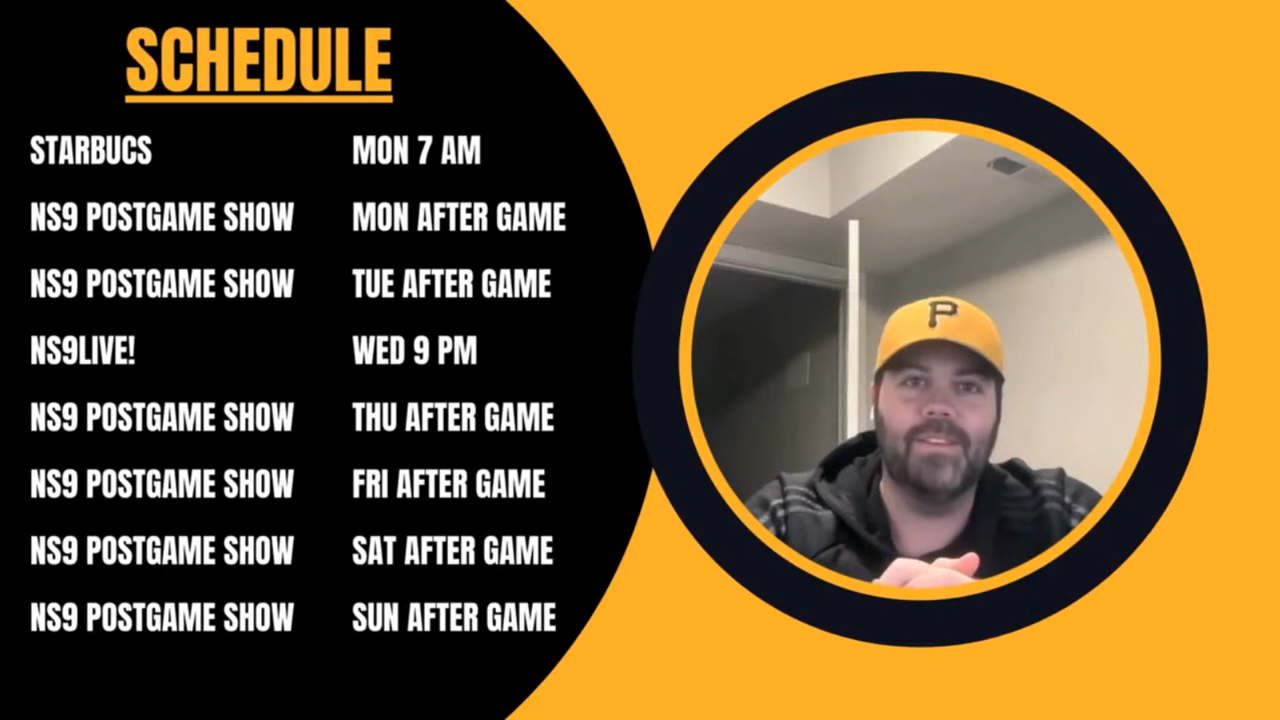 SCHEDULE
STARBUCS MON 7 AM
NS9 POSTGAME SHOW MON AFTER GAME
NS9 POSTGAME SHOW TUE AFTER GAME
NS9LIVE! WED 9 PM
NS9 POSTGAME SHOW THU AFTER GAME
NS9 POSTGAME SHOW FRI AFTER GAME
NS9 POSTGAME SHOW SAT AFTER GAME
NS9 POSTGAME SHOW SUN AFTER GAME
P